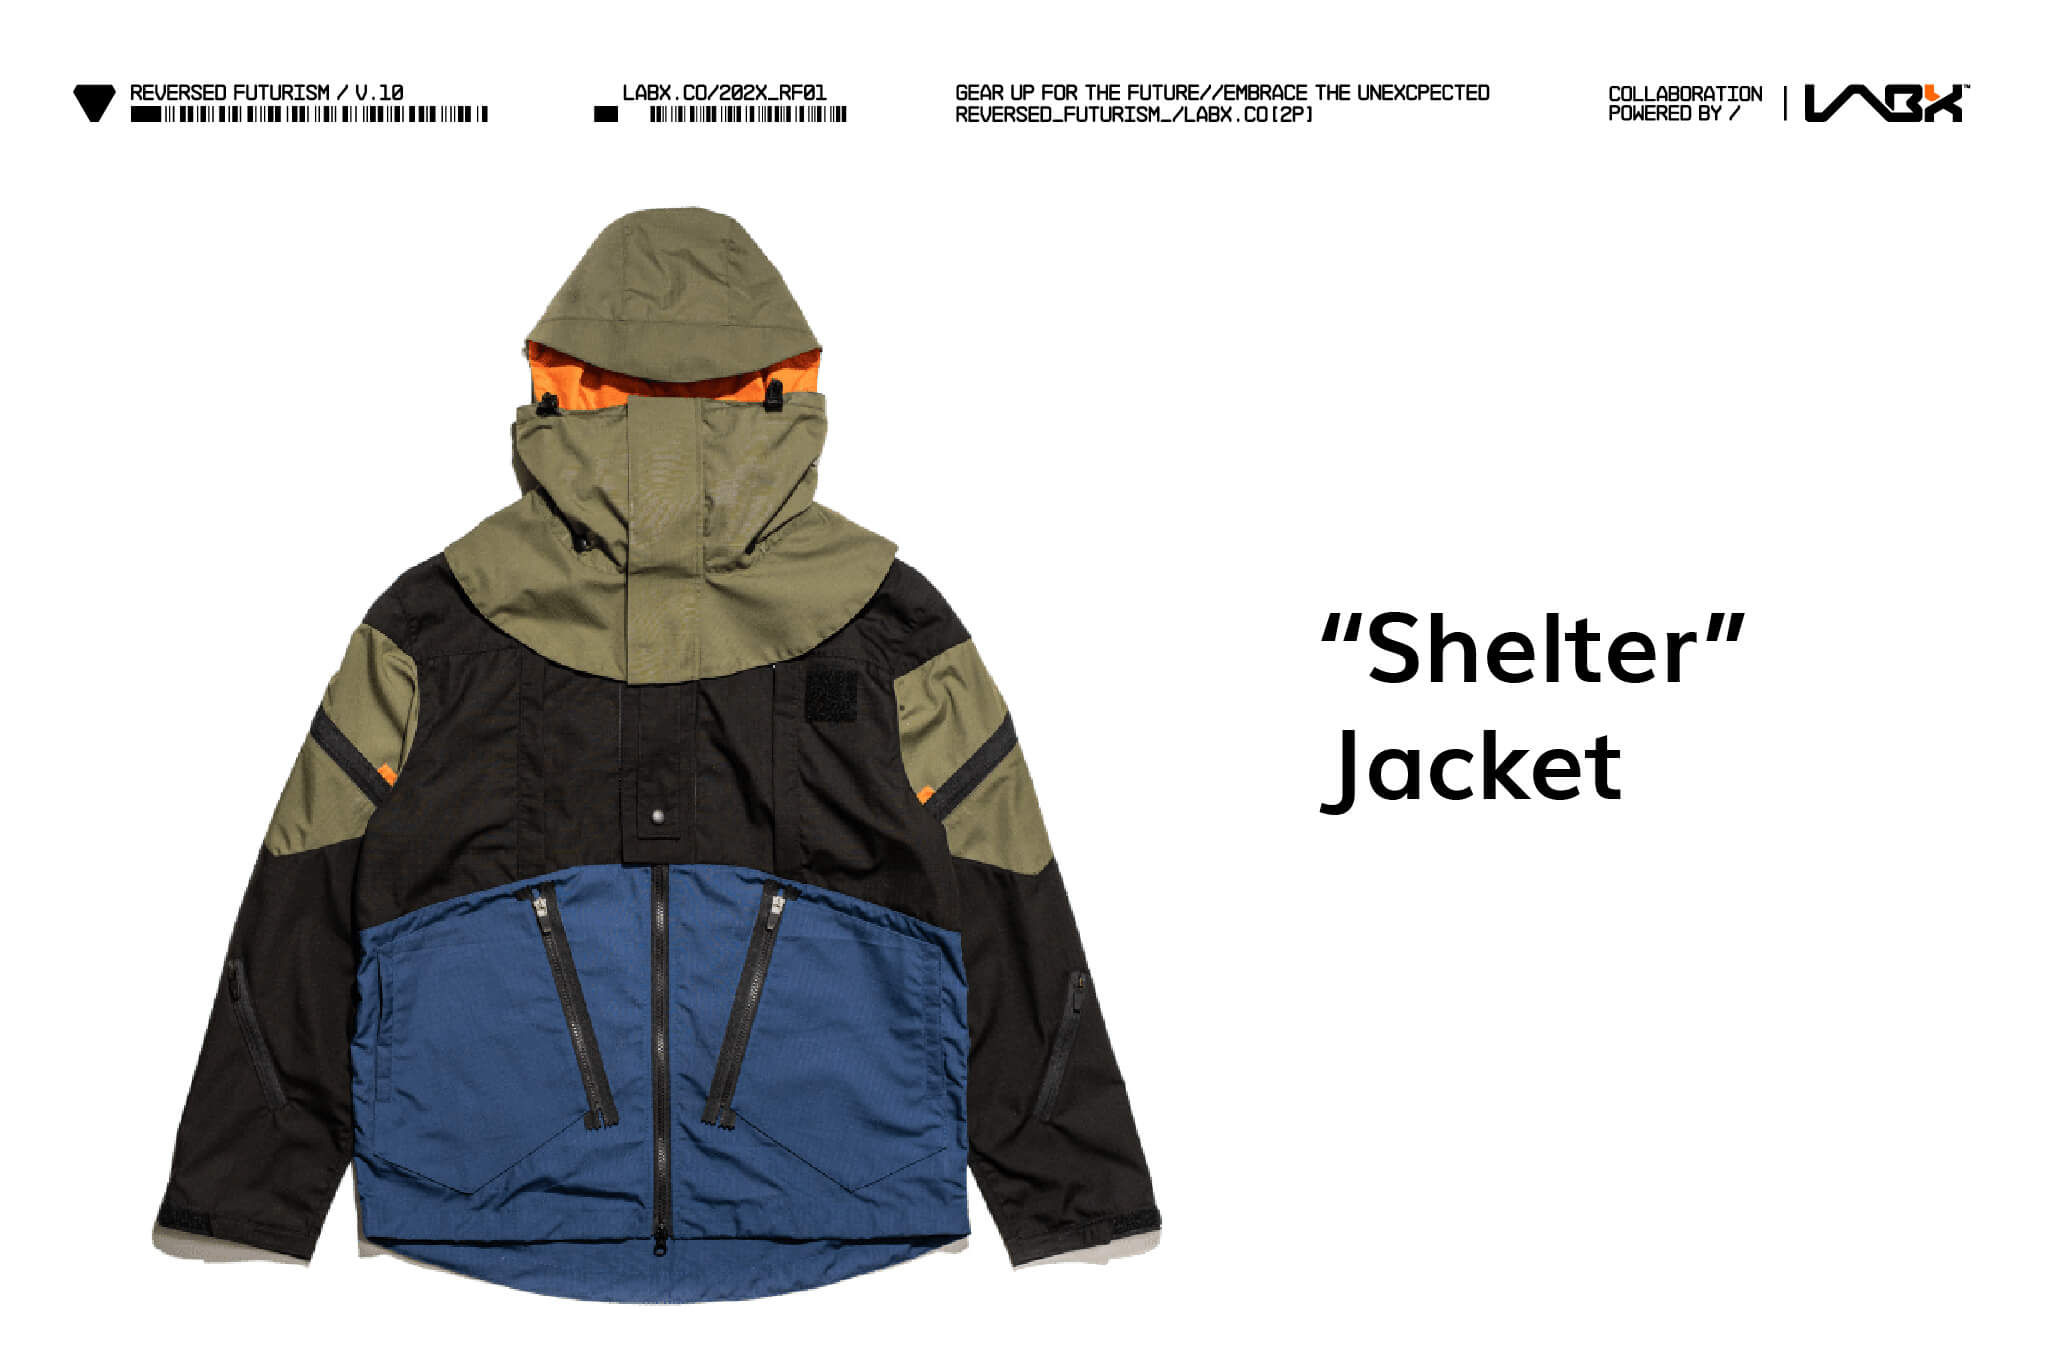 REVERSED FUTURISM / V.10
LABX.CO/202X_RF01
GEAR UP FOR THE FUTURE//EMBRACE THE UNEXCPECTED
REVERSED_FUTURISM_/LABX.CO[2P]
COLLABORATION
POWERED BY /
LABX™
“Shelter”
Jacket